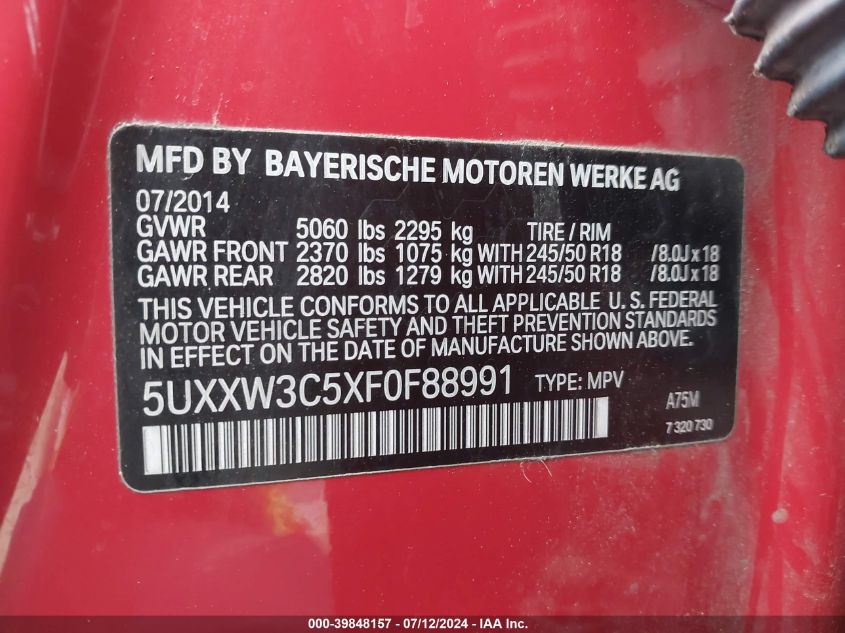 MFD BY BAYERISCHE MOTOREN WERKE AG
07/2014
GVWR 5060 lbs 2295 kg TIRE / RIM
GAWR FRONT 2370 lbs 1075 kg WITH 245/50 R18 /8.0J x 18
GAWR REAR 2820 lbs 1279 kg WITH 245/50 R18 /8.0J x 18
THIS VEHICLE CONFORMS TO ALL APPLICABLE U. S. FEDERAL
MOTOR VEHICLE SAFETY AND THEFT PREVENTION STANDARDS
IN EFFECT ON THE DATE OF MANUFACTURE SHOWN ABOVE.
5UXXW3C5XF0F88991 TYPE: MPV
A75M
7 320 730
000-39848157 - 07/12/2024 - IAA Inc.